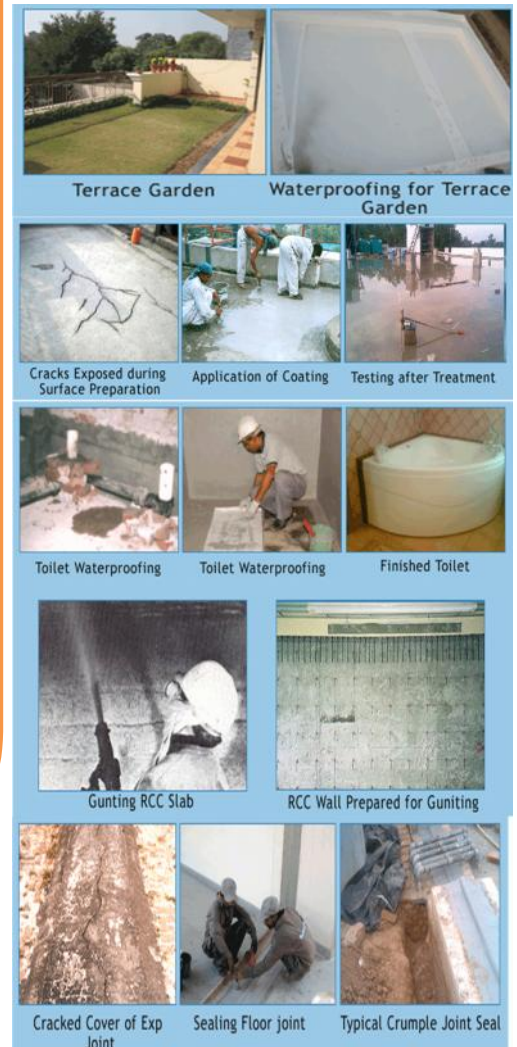 Terrace Garden
Waterproofing for Terrace
Garden
Cracks Exposed during
Surface Preparation
Application of Coating
Testing after Treatment
Toilet Waterproofing
Toilet Waterproofing
Finished Toilet
Gunting RCC Slab
RCC Wall Prepared for Guniting
Cracked Cover of Exp
Joint
Sealing Floor joint
Typical Crumple Joint Seal